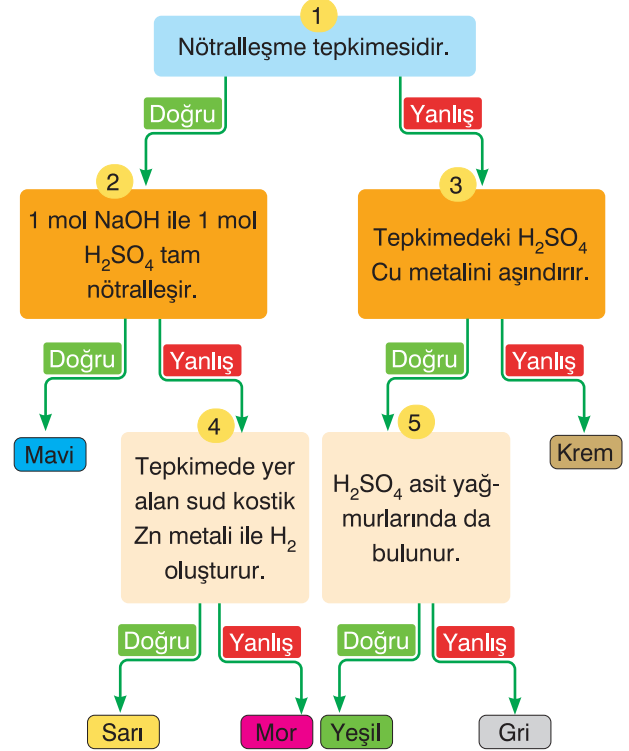 1
Nötralleşme tepkimesidir.
Doğru
Yanlış
2
1 mol NaOH ile 1 mol
H₂SO₄ tam
nötralleşir.
3
Tepkimedeki H₂SO₄
Cu metalini aşındırır.
Doğru
Yanlış
Doğru
Yanlış
Mavi
4
Tepkimede yer
alan sud kostik
Zn metali ile H₂
oluşturur.
5
H₂SO₄ asit yağ-
murlarında da
bulunur.
Krem
Doğru
Yanlış
Doğru
Yanlış
Sarı
Mor
Yeşil
Gri